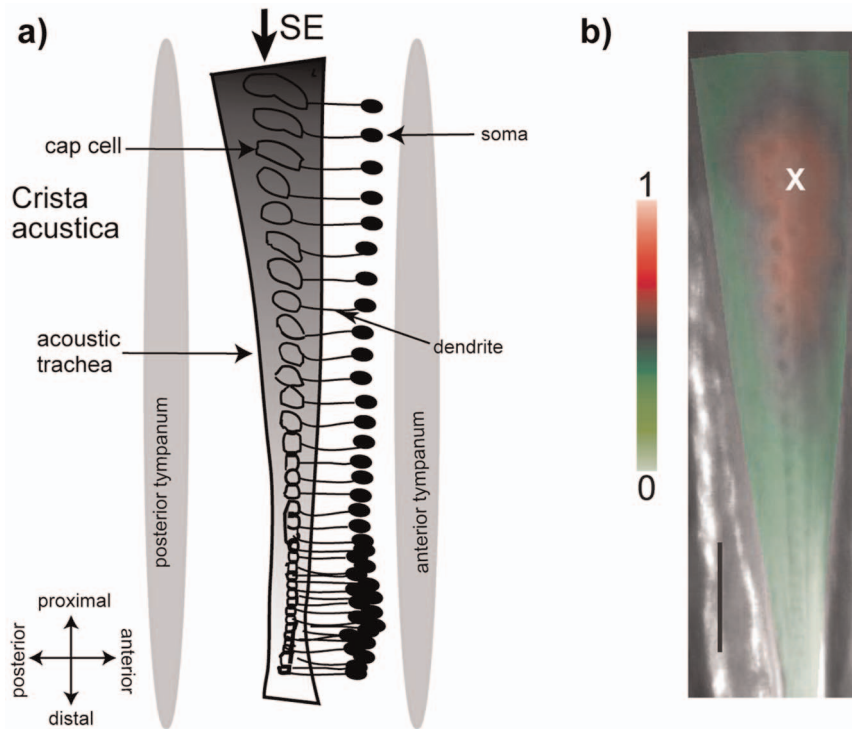 a)
SE
b)
cap cell
soma
Crista
acustica
acoustic
trachea
dendrite
posterior tympanum
anterior tympanum
proximal
posterior
anterior
distal
1
0
X